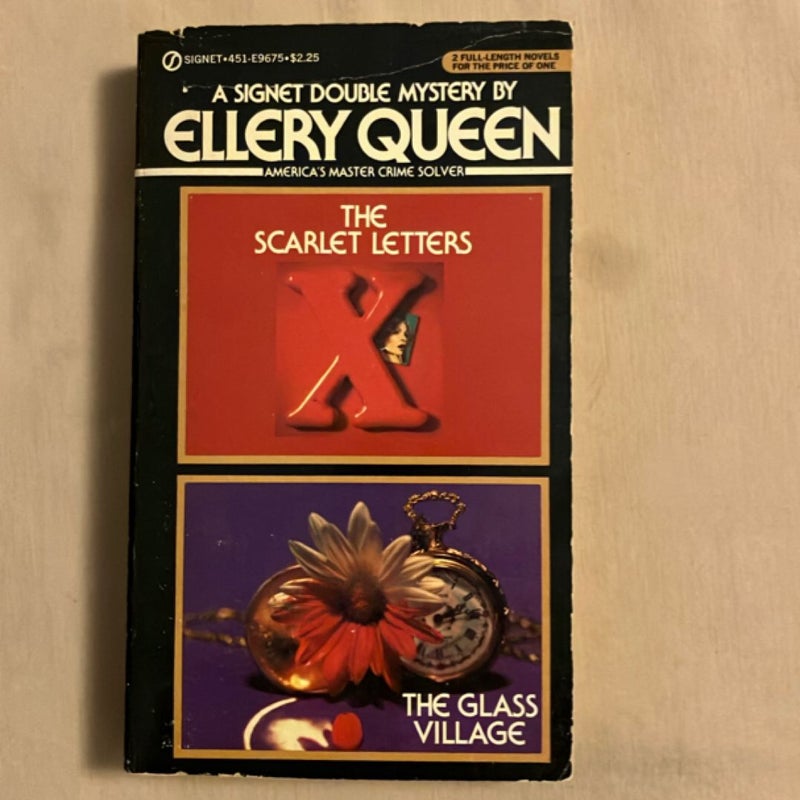 SIGNET•451-E9675•$2.25
2 FULL-LENGTH NOVELS
FOR THE PRICE OF ONE
A SIGNET DOUBLE MYSTERY BY
ELLERY QUEEN
AMERICA'S MASTER CRIME SOLVER
THE
SCARLET LETTERS
X
THE GLASS
VILLAGE